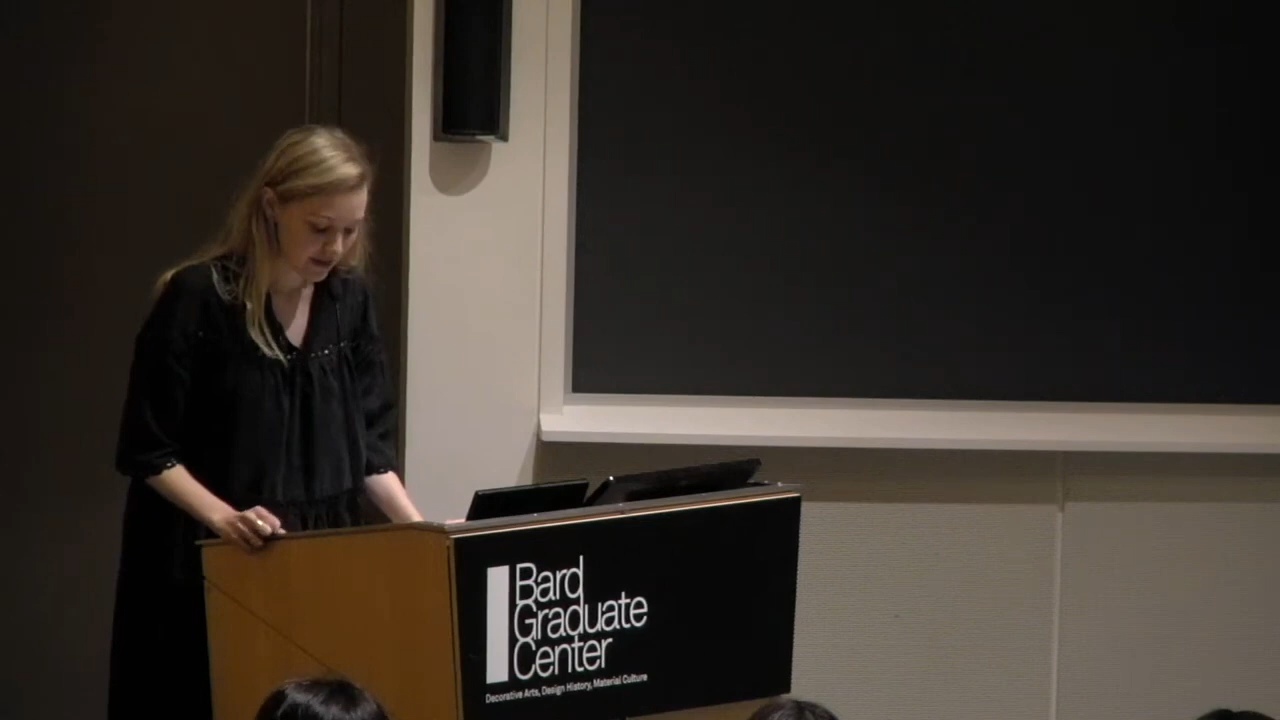 Bard
Graduate
Center
Decorative Arts, Design History, Material Culture